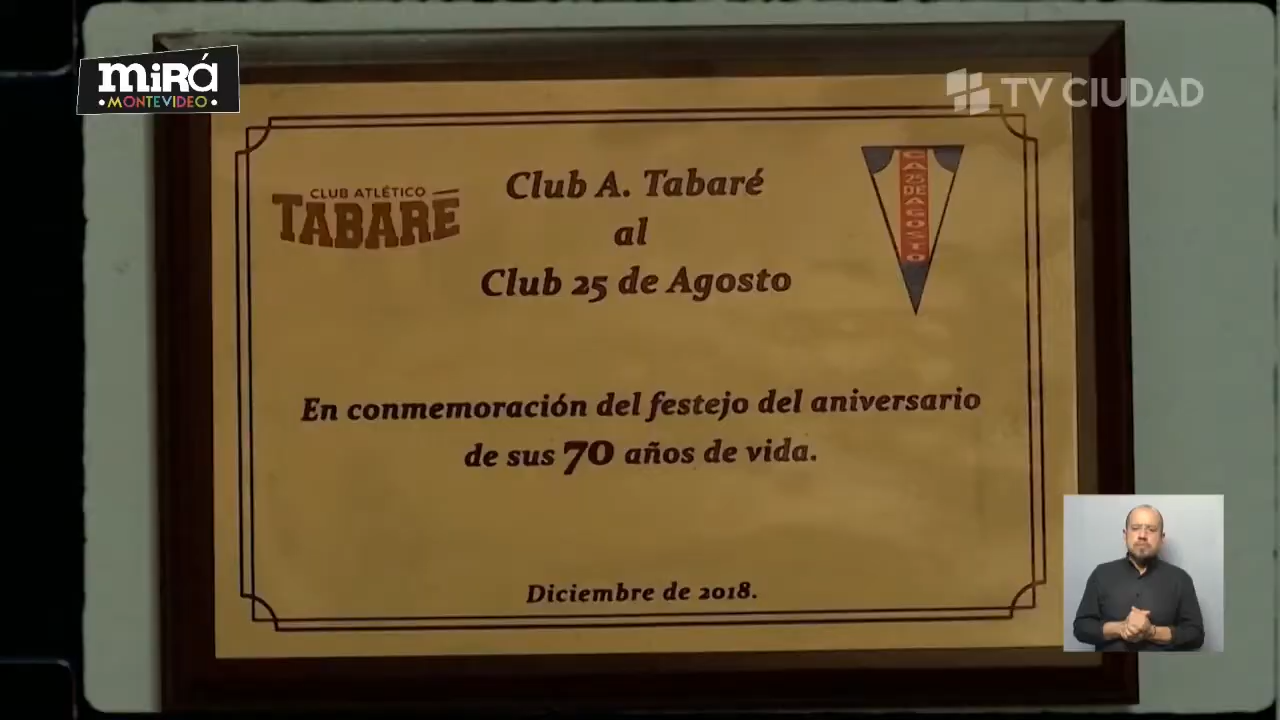 MIRÁ
• MONTEVIDEO •
TV CIUDAD
CLUB ATLÉTICO
TABARÉ
Club A. Tabaré
al
Club 25 de Agosto
CA 25 DE AGOSTO
En conmemoración del festejo del aniversario
de sus 70 años de vida.
Diciembre de 2018.